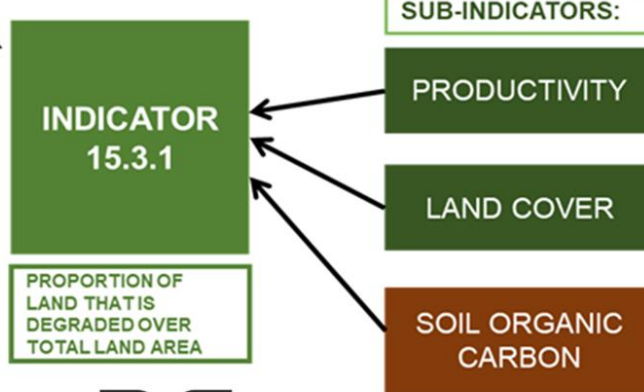 SUB-INDICATORS:
INDICATOR
15.3.1
PRODUCTIVITY
LAND COVER
SOIL ORGANIC
CARBON
PROPORTION OF
LAND THAT IS
DEGRADED OVER
TOTAL LAND AREA